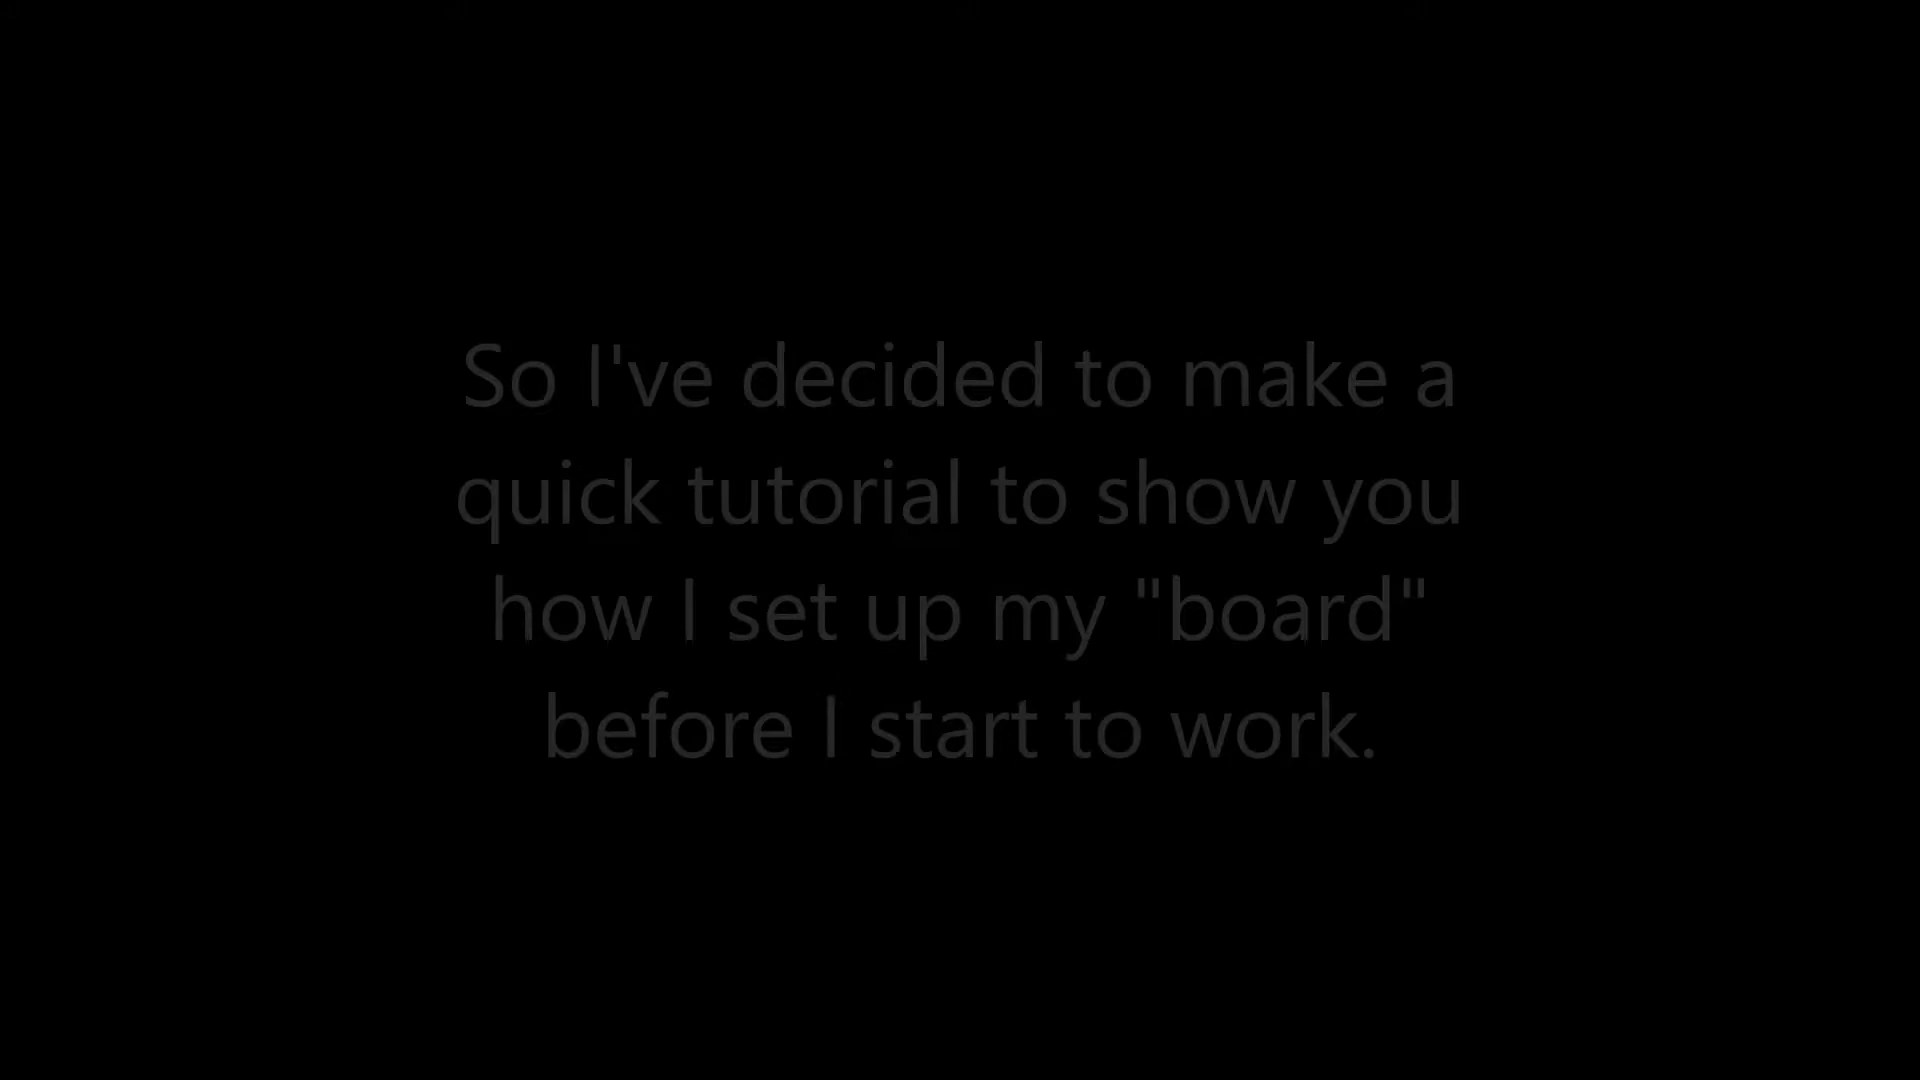 So I've decided to make a
quick tutorial to show you
how I set up my "board"
before I start to work.